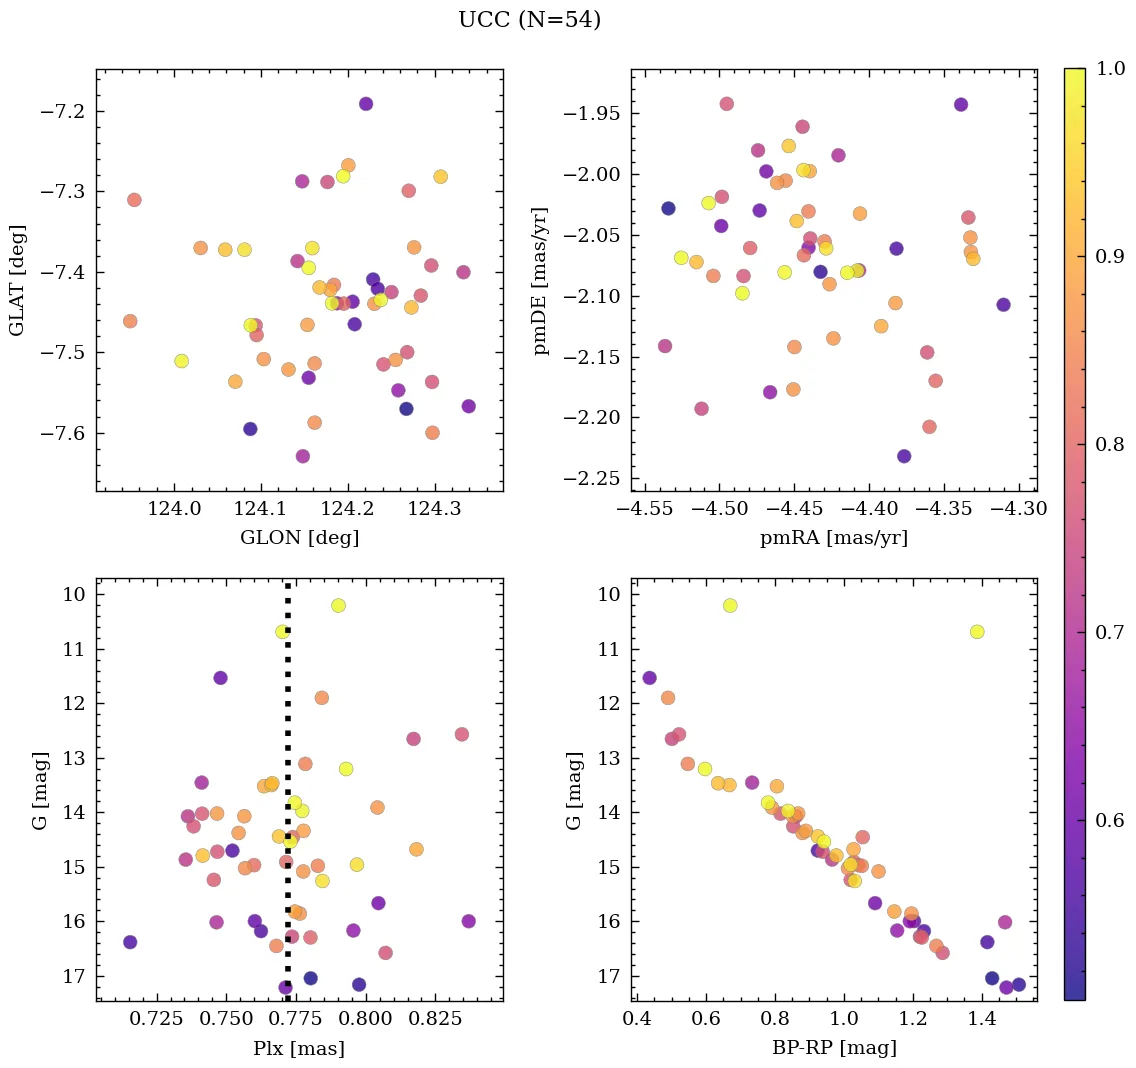 UCC (N=54)
−7.2
−7.3
−7.4
−7.5
−7.6
GLAT [deg]
124.0 124.1 124.2 124.3
GLON [deg]
−1.95
−2.00
−2.05
−2.10
−2.15
−2.20
−2.25
pmDE [mas/yr]
−4.55 −4.50 −4.45 −4.40 −4.35 −4.30
pmRA [mas/yr]
10
11
12
13
14
15
16
17
G [mag]
0.725 0.750 0.775 0.800 0.825
Plx [mas]
10
11
12
13
14
15
16
17
G [mag]
0.4 0.6 0.8 1.0 1.2 1.4
BP-RP [mag]
1.0
0.9
0.8
0.7
0.6